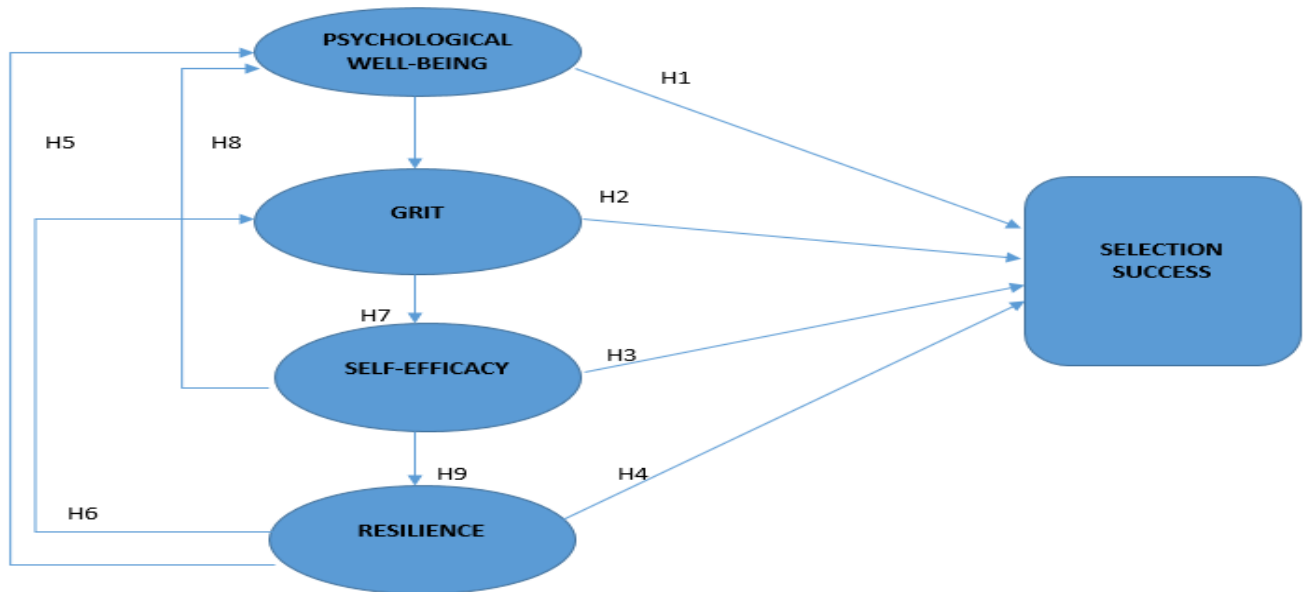 PSYCHOLOGICAL
WELL-BEING
H1
H5
H8
GRIT
H2
SELECTION
SUCCESS
H7
SELF-EFFICACY
H3
H9
H4
H6
RESILIENCE